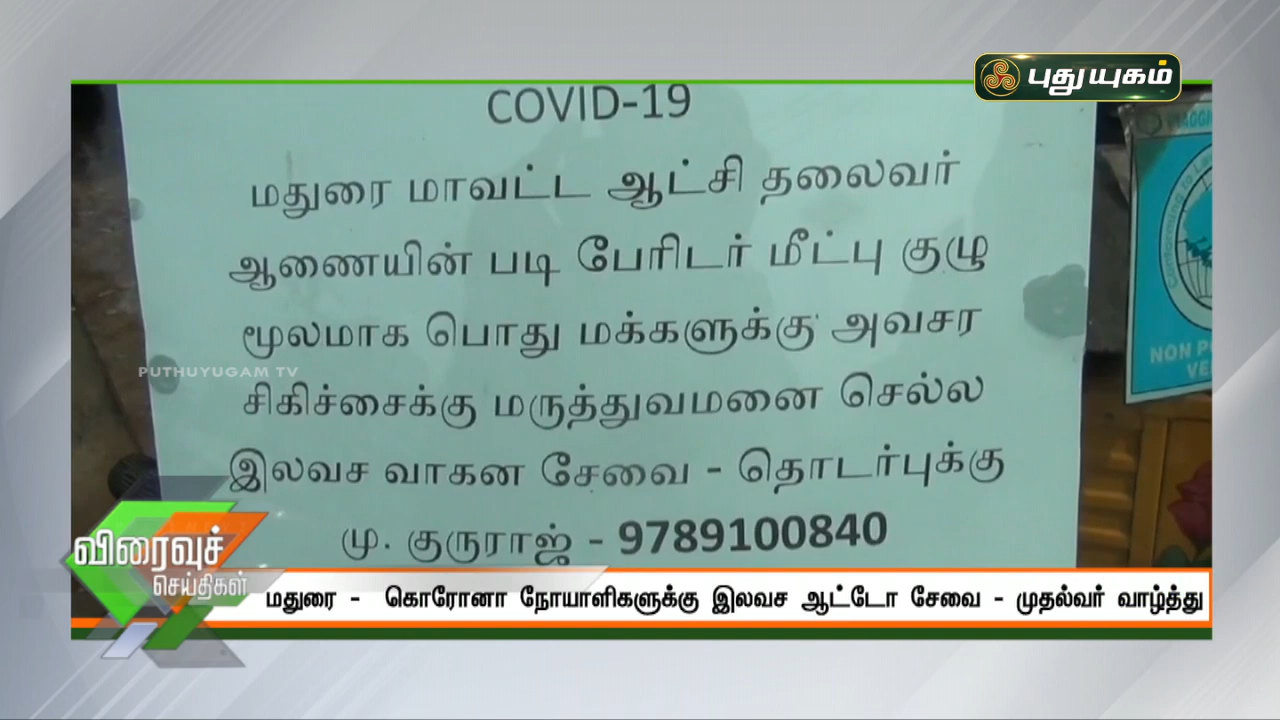 புதுயுகம்
COVID-19
மதுரை மாவட்ட ஆட்சி தலைவர்
ஆணையின் படி பேரிடர் மீட்பு குழு
மூலமாக பொது மக்களுக்கு அவசர
சிகிச்சைக்கு மருத்துவமனை செல்ல
இலவச வாகன சேவை - தொடர்புக்கு
மு. குருராஜ் - 9789100840
PUTHUYUGAM TV
NON
விரைவுச்
செய்திகள்
மதுரை - கொரோனா நோயாளிகளுக்கு இலவச ஆட்டோ சேவை - முதல்வர் வாழ்த்து